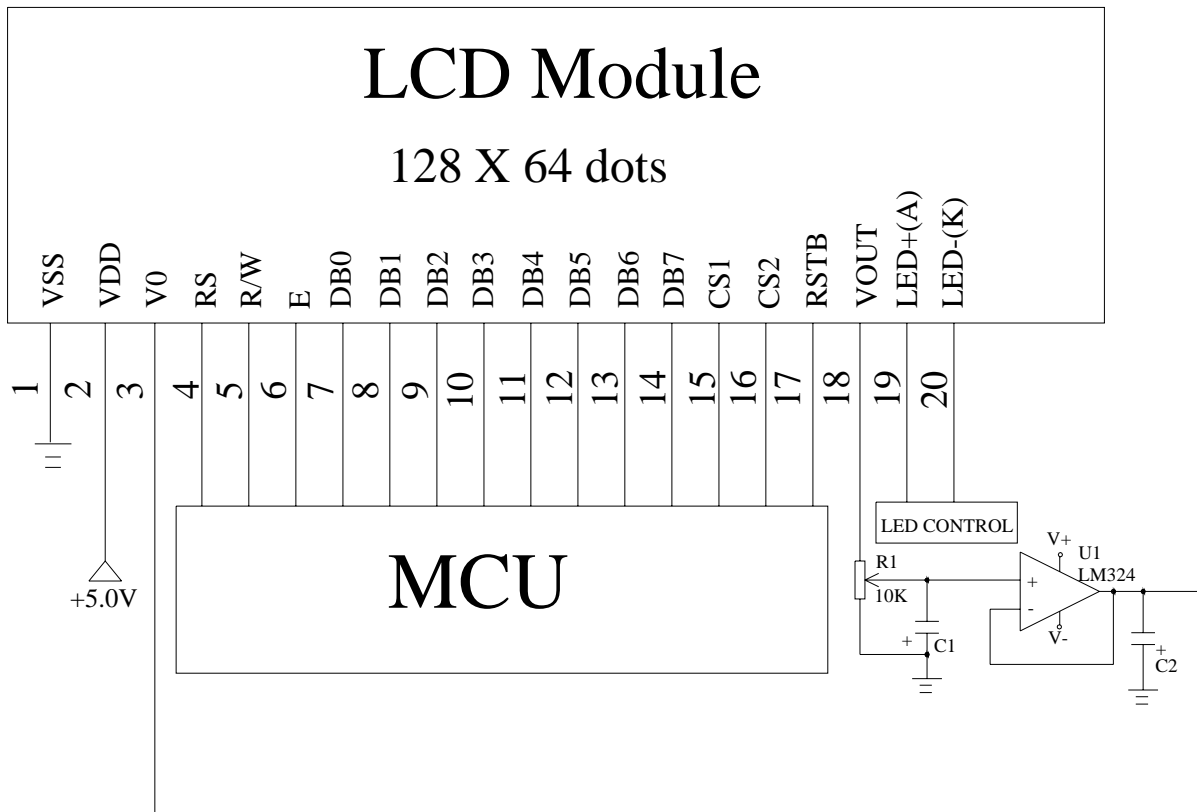 LCD Module
128 X 64 dots
VSS
VDD
V0
RS
R/W
E
DB0
DB1
DB2
DB3
DB4
DB5
DB6
DB7
CS1
CS2
RSTB
VOUT
LED+(A)
LED-(K)
1
2
3
4
5
6
7
8
9
10
11
12
13
14
15
16
17
18
19
20
LED CONTROL
MCU
+5.0V
R1
10K
+
C1
V+
U1
LM324
+
-
V-
+
C2